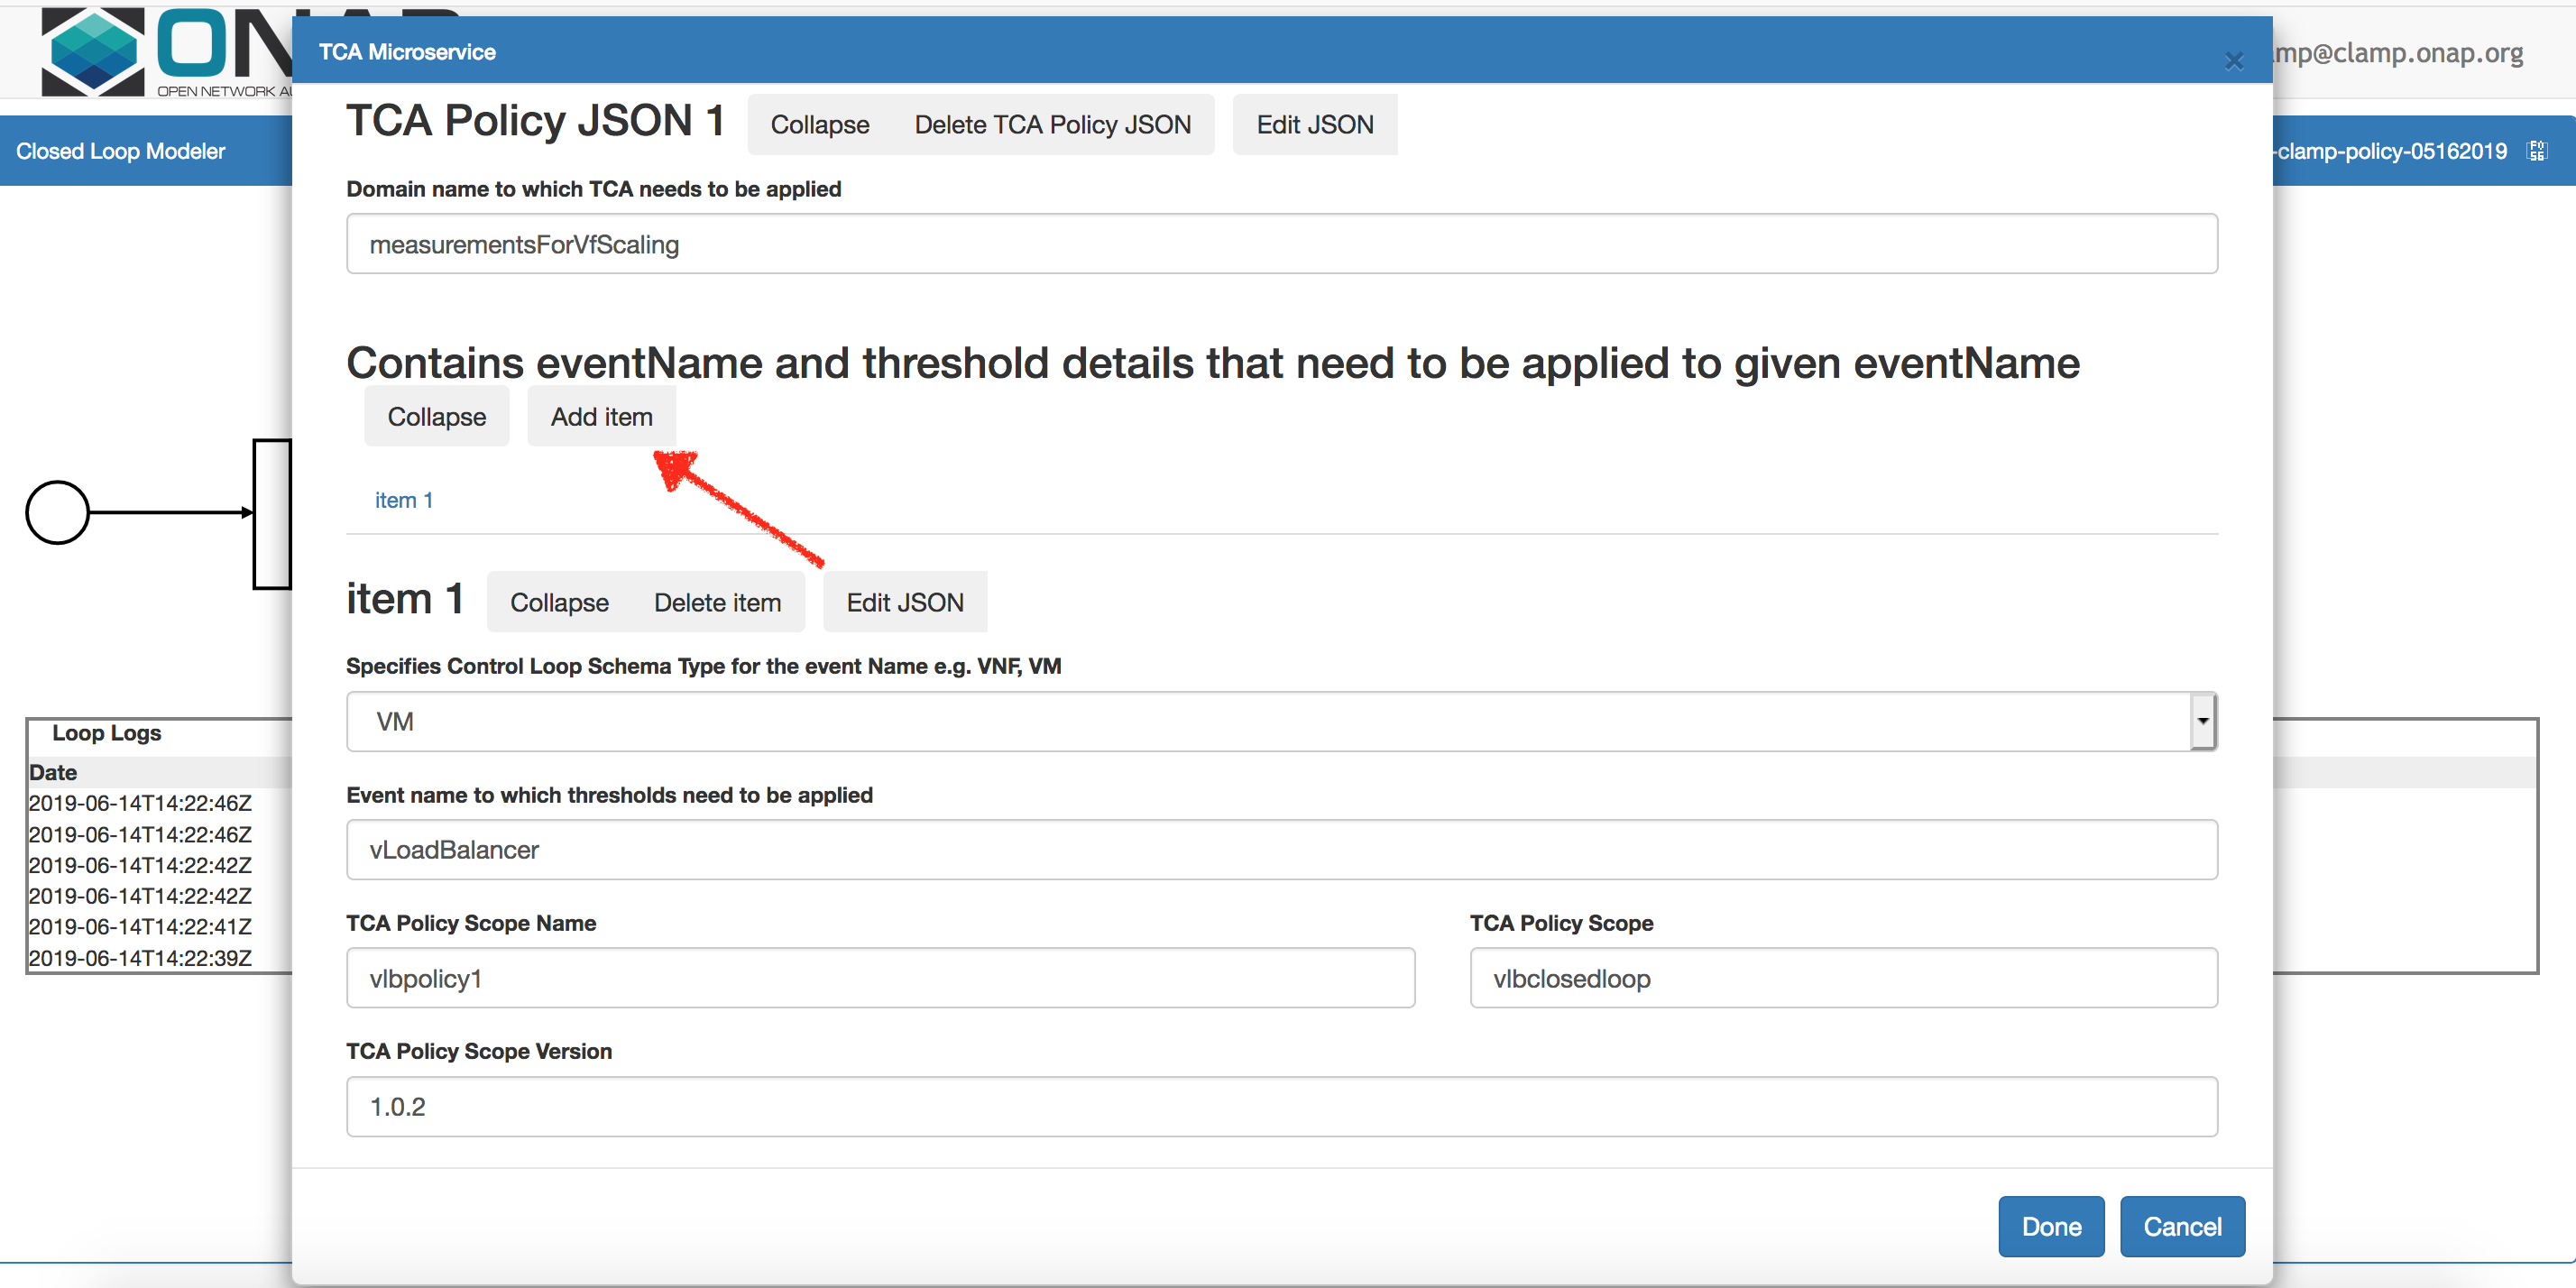 TCA Microservice
×
mp@clamp.onap.org
OPEN NETWORK AU
Closed Loop Modeler
-clamp-policy-05162019
TCA Policy JSON 1 Collapse Delete TCA Policy JSON Edit JSON
Domain name to which TCA needs to be applied
measurementsForVfScaling
Contains eventName and threshold details that need to be applied to given eventName
Collapse Add item
item 1
item 1 Collapse Delete item Edit JSON
Specifies Control Loop Schema Type for the event Name e.g. VNF, VM
VM
Event name to which thresholds need to be applied
vLoadBalancer
TCA Policy Scope Name TCA Policy Scope
vlbpolicy1 vlbclosedloop
TCA Policy Scope Version
1.0.2
Done Cancel
Loop Logs
Date
2019-06-14T14:22:46Z
2019-06-14T14:22:46Z
2019-06-14T14:22:42Z
2019-06-14T14:22:42Z
2019-06-14T14:22:41Z
2019-06-14T14:22:39Z